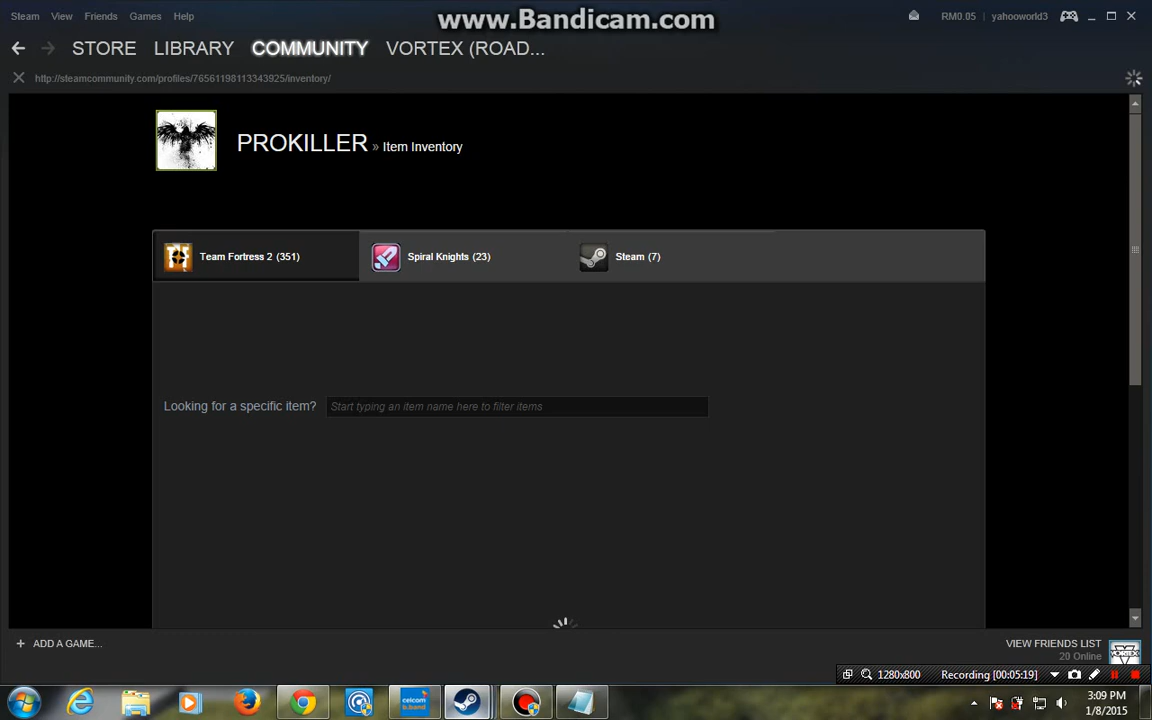 www.Bandicam.com
Steam View Friends Games Help RM0.05 yahooworld3
STORE LIBRARY COMMUNITY VORTEX (ROAD...
http://steamcommunity.com/profiles/76561198113343925/inventory/
PROKILLER » Item Inventory
Team Fortress 2 (351) Spiral Knights (23) Steam (7)
Looking for a specific item? Start typing an item name here to filter items
+ ADD A GAME... VIEW FRIENDS LIST
20 Online
1280x800 Recording [00:05:19]
celcom
3:09 PM
1/8/2015